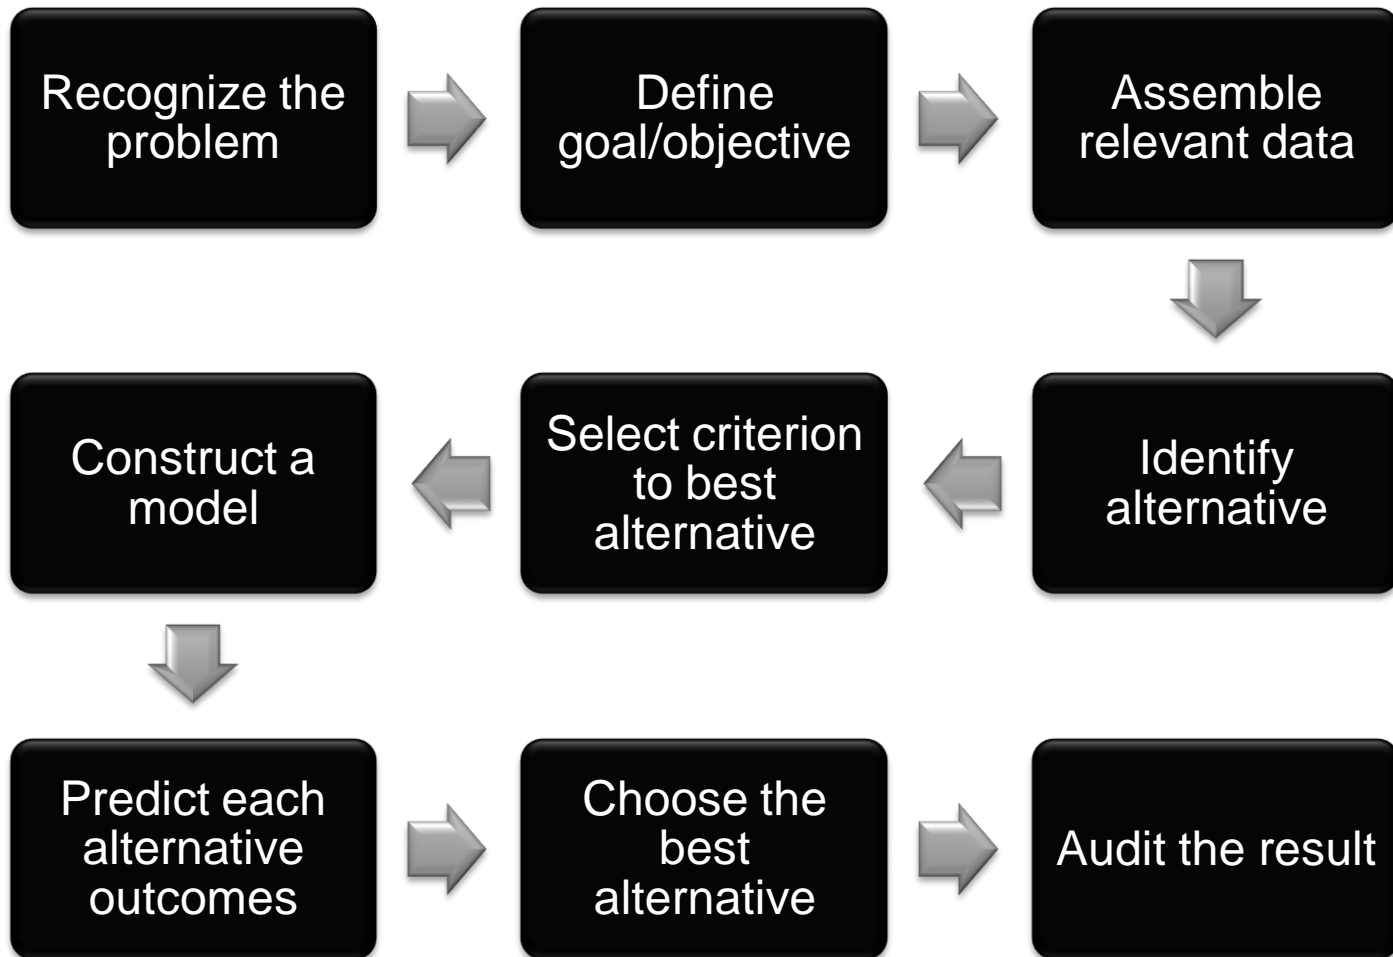 Recognize the
problem
Define
goal/objective
Assemble
relevant data
Identify
alternative
Select criterion
to best
alternative
Construct a
model
Predict each
alternative
outcomes
Choose the
best
alternative
Audit the result